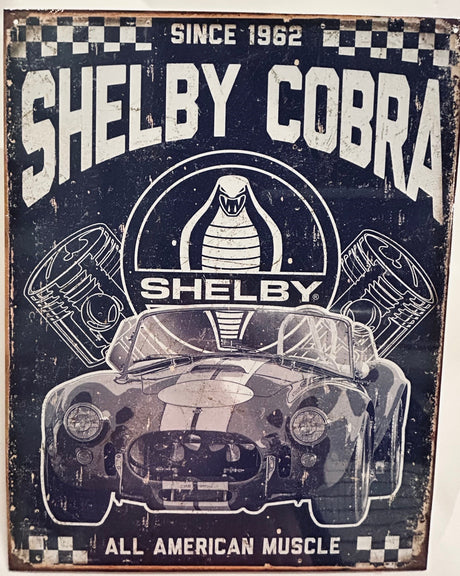 SINCE 1962
SHELBY COBRA
SHELBY®
ALL AMERICAN MUSCLE